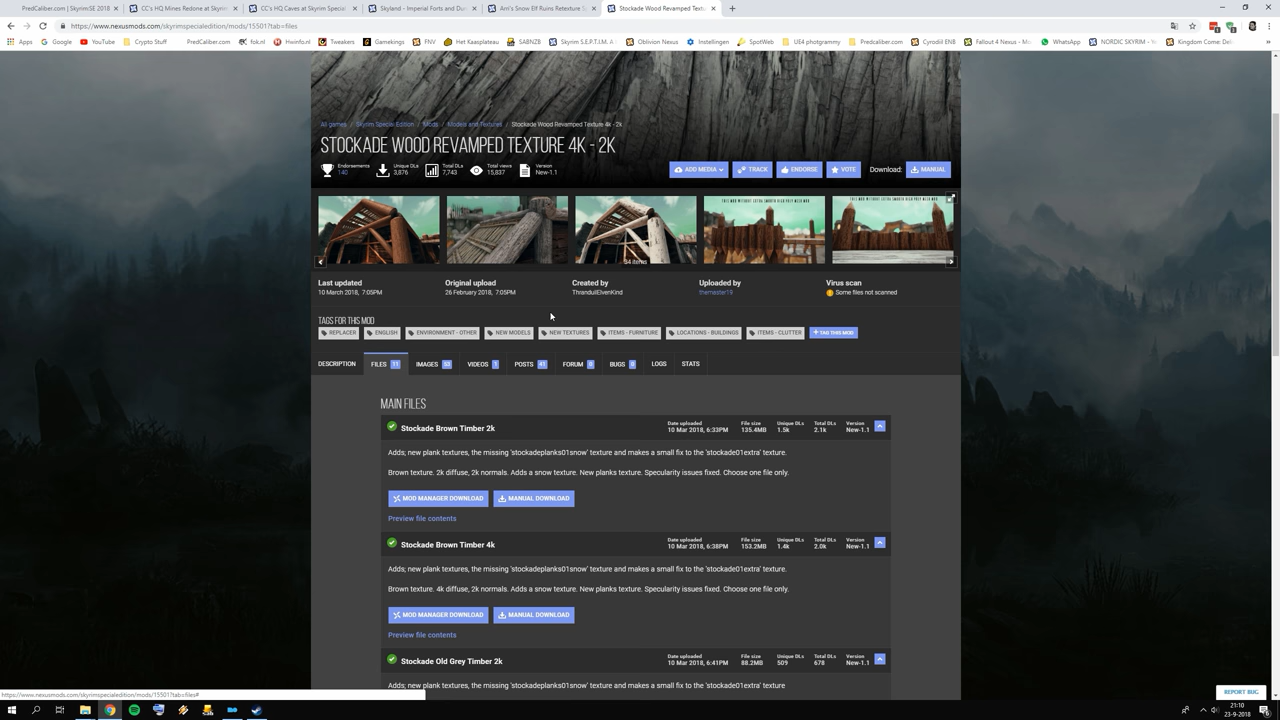 PredCaliber.com | SkyrimSE 2018
CC's HQ Mines Redone at Skyrim
CC's HQ Caves at Skyrim Special
Skyland - Imperial Forts and Dun
Ari's Snow Elf Ruins Retexture S
Stockade Wood Revamped Textu
https://www.nexusmods.com/skyrimspecialedition/mods/15501?tab=files
Apps Google YouTube Crypto Stuff PredCaliber.com fok.nl Hwinfo.nl Tweakers Gamekings FNV Het Kaasplateau SABNZB Skyrim S.E.P.T.I.M. Oblivion Nexus Instellingen SpotWeb UE4 photgrammy Predcaliber.com Cyrodiil ENB Fallout 4 Nexus - Mo WhatsApp NORDIC SKYRIM - Kingdom Come: Del »
All games / Skyrim Special Edition / Mods / Models and Textures / Stockade Wood Revamped Texture 4k - 2k
STOCKADE WOOD REVAMPED TEXTURE 4K - 2K
Endorsements 140
Unique DLs 3,876
Total DLs 7,743
Total views 15,837
Version New-1.1
ADD MEDIA TRACK ENDORSE VOTE Download: MANUAL
34 items
Last updated
10 March 2018, 7:05PM
Original upload
26 February 2018, 7:05PM
Created by
ThranduilElvenKind
Uploaded by
themaster19
Virus scan
Some files not scanned
TAGS FOR THIS MOD
REPLACER ENGLISH ENVIRONMENT - OTHER NEW MODELS NEW TEXTURES ITEMS - FURNITURE LOCATIONS - BUILDINGS ITEMS - CLUTTER + TAG THIS MOD
DESCRIPTION FILES 11 IMAGES VIDEOS 1 POSTS 41 FORUM 0 BUGS 0 LOGS STATS
MAIN FILES
Stockade Brown Timber 2k
Date uploaded 10 Mar 2018, 6:33PM
File size 135.4MB
Unique DLs 1.5k
Total DLs 2.1k
Version New-1.1
Adds; new plank textures, the missing 'stockadeplanks01snow' texture and makes a small fix to the 'stockade01extra' texture.
Brown texture. 2k diffuse, 2k normals. Adds a snow texture. New planks texture. Specularity issues fixed. Choose one file only.
MOD MANAGER DOWNLOAD MANUAL DOWNLOAD
Preview file contents
Stockade Brown Timber 4k
Date uploaded 10 Mar 2018, 6:38PM
File size 153.2MB
Unique DLs 1.4k
Total DLs 2.0k
Version New-1.1
Adds; new plank textures, the missing 'stockadeplanks01snow' texture and makes a small fix to the 'stockade01extra' texture.
Brown texture. 4k diffuse, 2k normals. Adds a snow texture. New planks texture. Specularity issues fixed. Choose one file only.
MOD MANAGER DOWNLOAD MANUAL DOWNLOAD
Preview file contents
Stockade Old Grey Timber 2k
Date uploaded 10 Mar 2018, 6:41PM
File size 88.2MB
Unique DLs 509
Total DLs 678
Version New-1.1
Adds; new plank textures, the missing 'stockadeplanks01snow' texture and makes a small fix to the 'stockade01extra' texture
https://www.nexusmods.com/skyrimspecialedition/mods/15501?tab=files#
REPORT BUG
21:10
23-9-2018